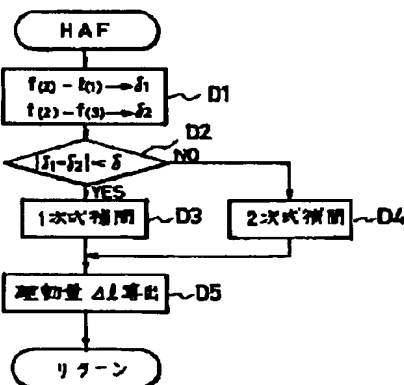 HAF
f(2) - f(1) → δ1
f(2) - f(3) → δ2
D1
D2
|δ1-δ2| < δ
NO
YES
1次式補間
D3
2次式補間
D4
駆動量 Δl 算出
D5
リターン